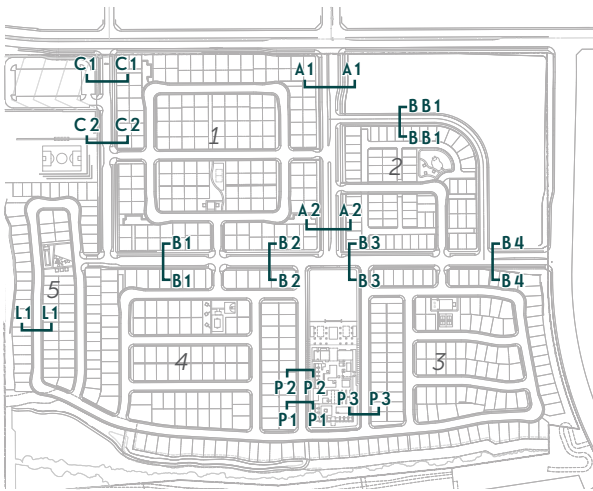 C1 C1
A1 A1
BB1
C2 C2
BB1
1
2
A2 A2
B1 B2 B3 B4
B1 B2 B3 B4
5
L1 L1
4
3
P2 P2
P3 P3
P1 P1